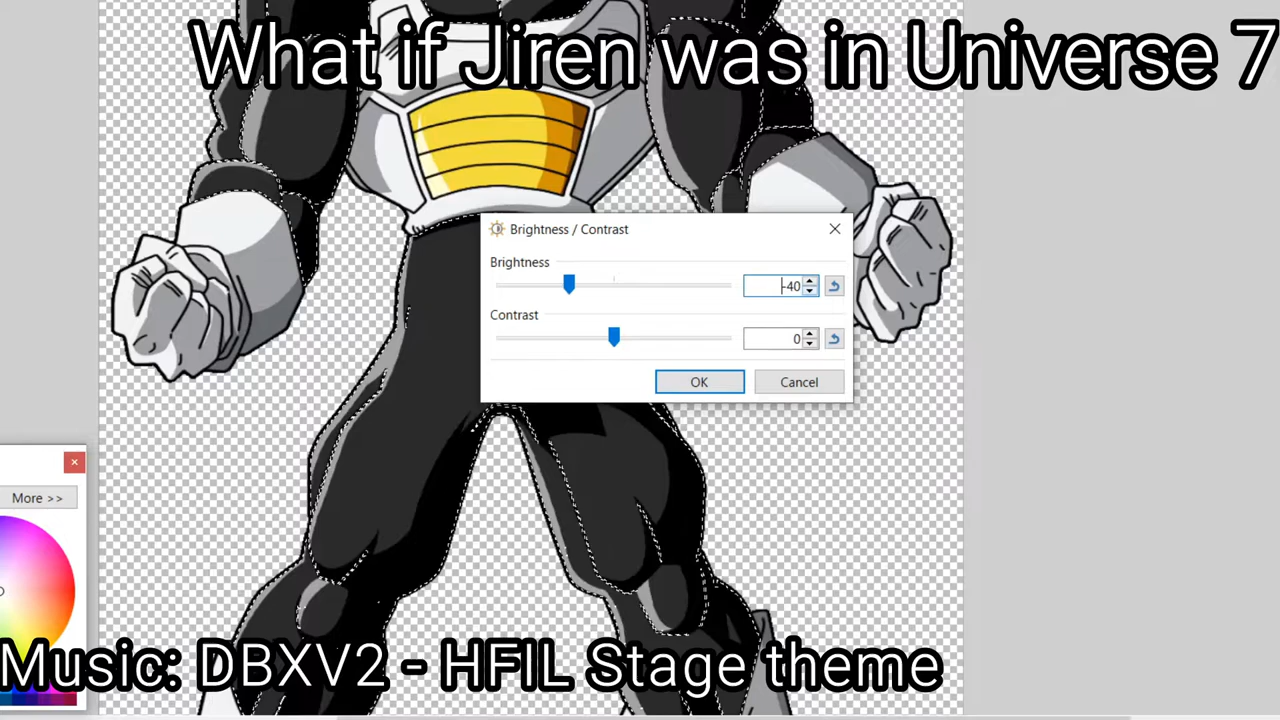 What if Jiren was in Universe 7
Brightness / Contrast
Brightness
-40
Contrast
0
OK Cancel
More >>
Music: DBXV2 - HFIL Stage theme